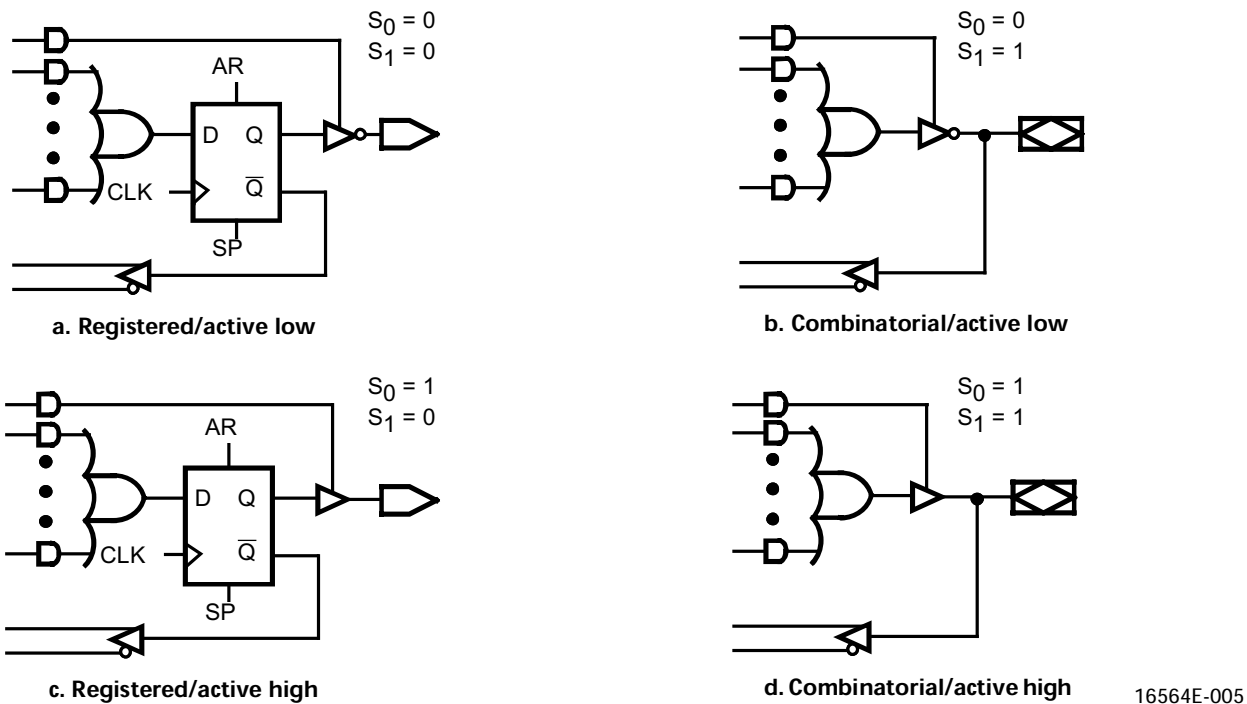 S0 = 0
S1 = 0
AR
D Q
CLK Q̅
SP
a. Registered/active low
S0 = 0
S1 = 1
b. Combinatorial/active low
S0 = 1
S1 = 0
AR
D Q
CLK Q̅
SP
c. Registered/active high
S0 = 1
S1 = 1
d. Combinatorial/active high
16564E-005